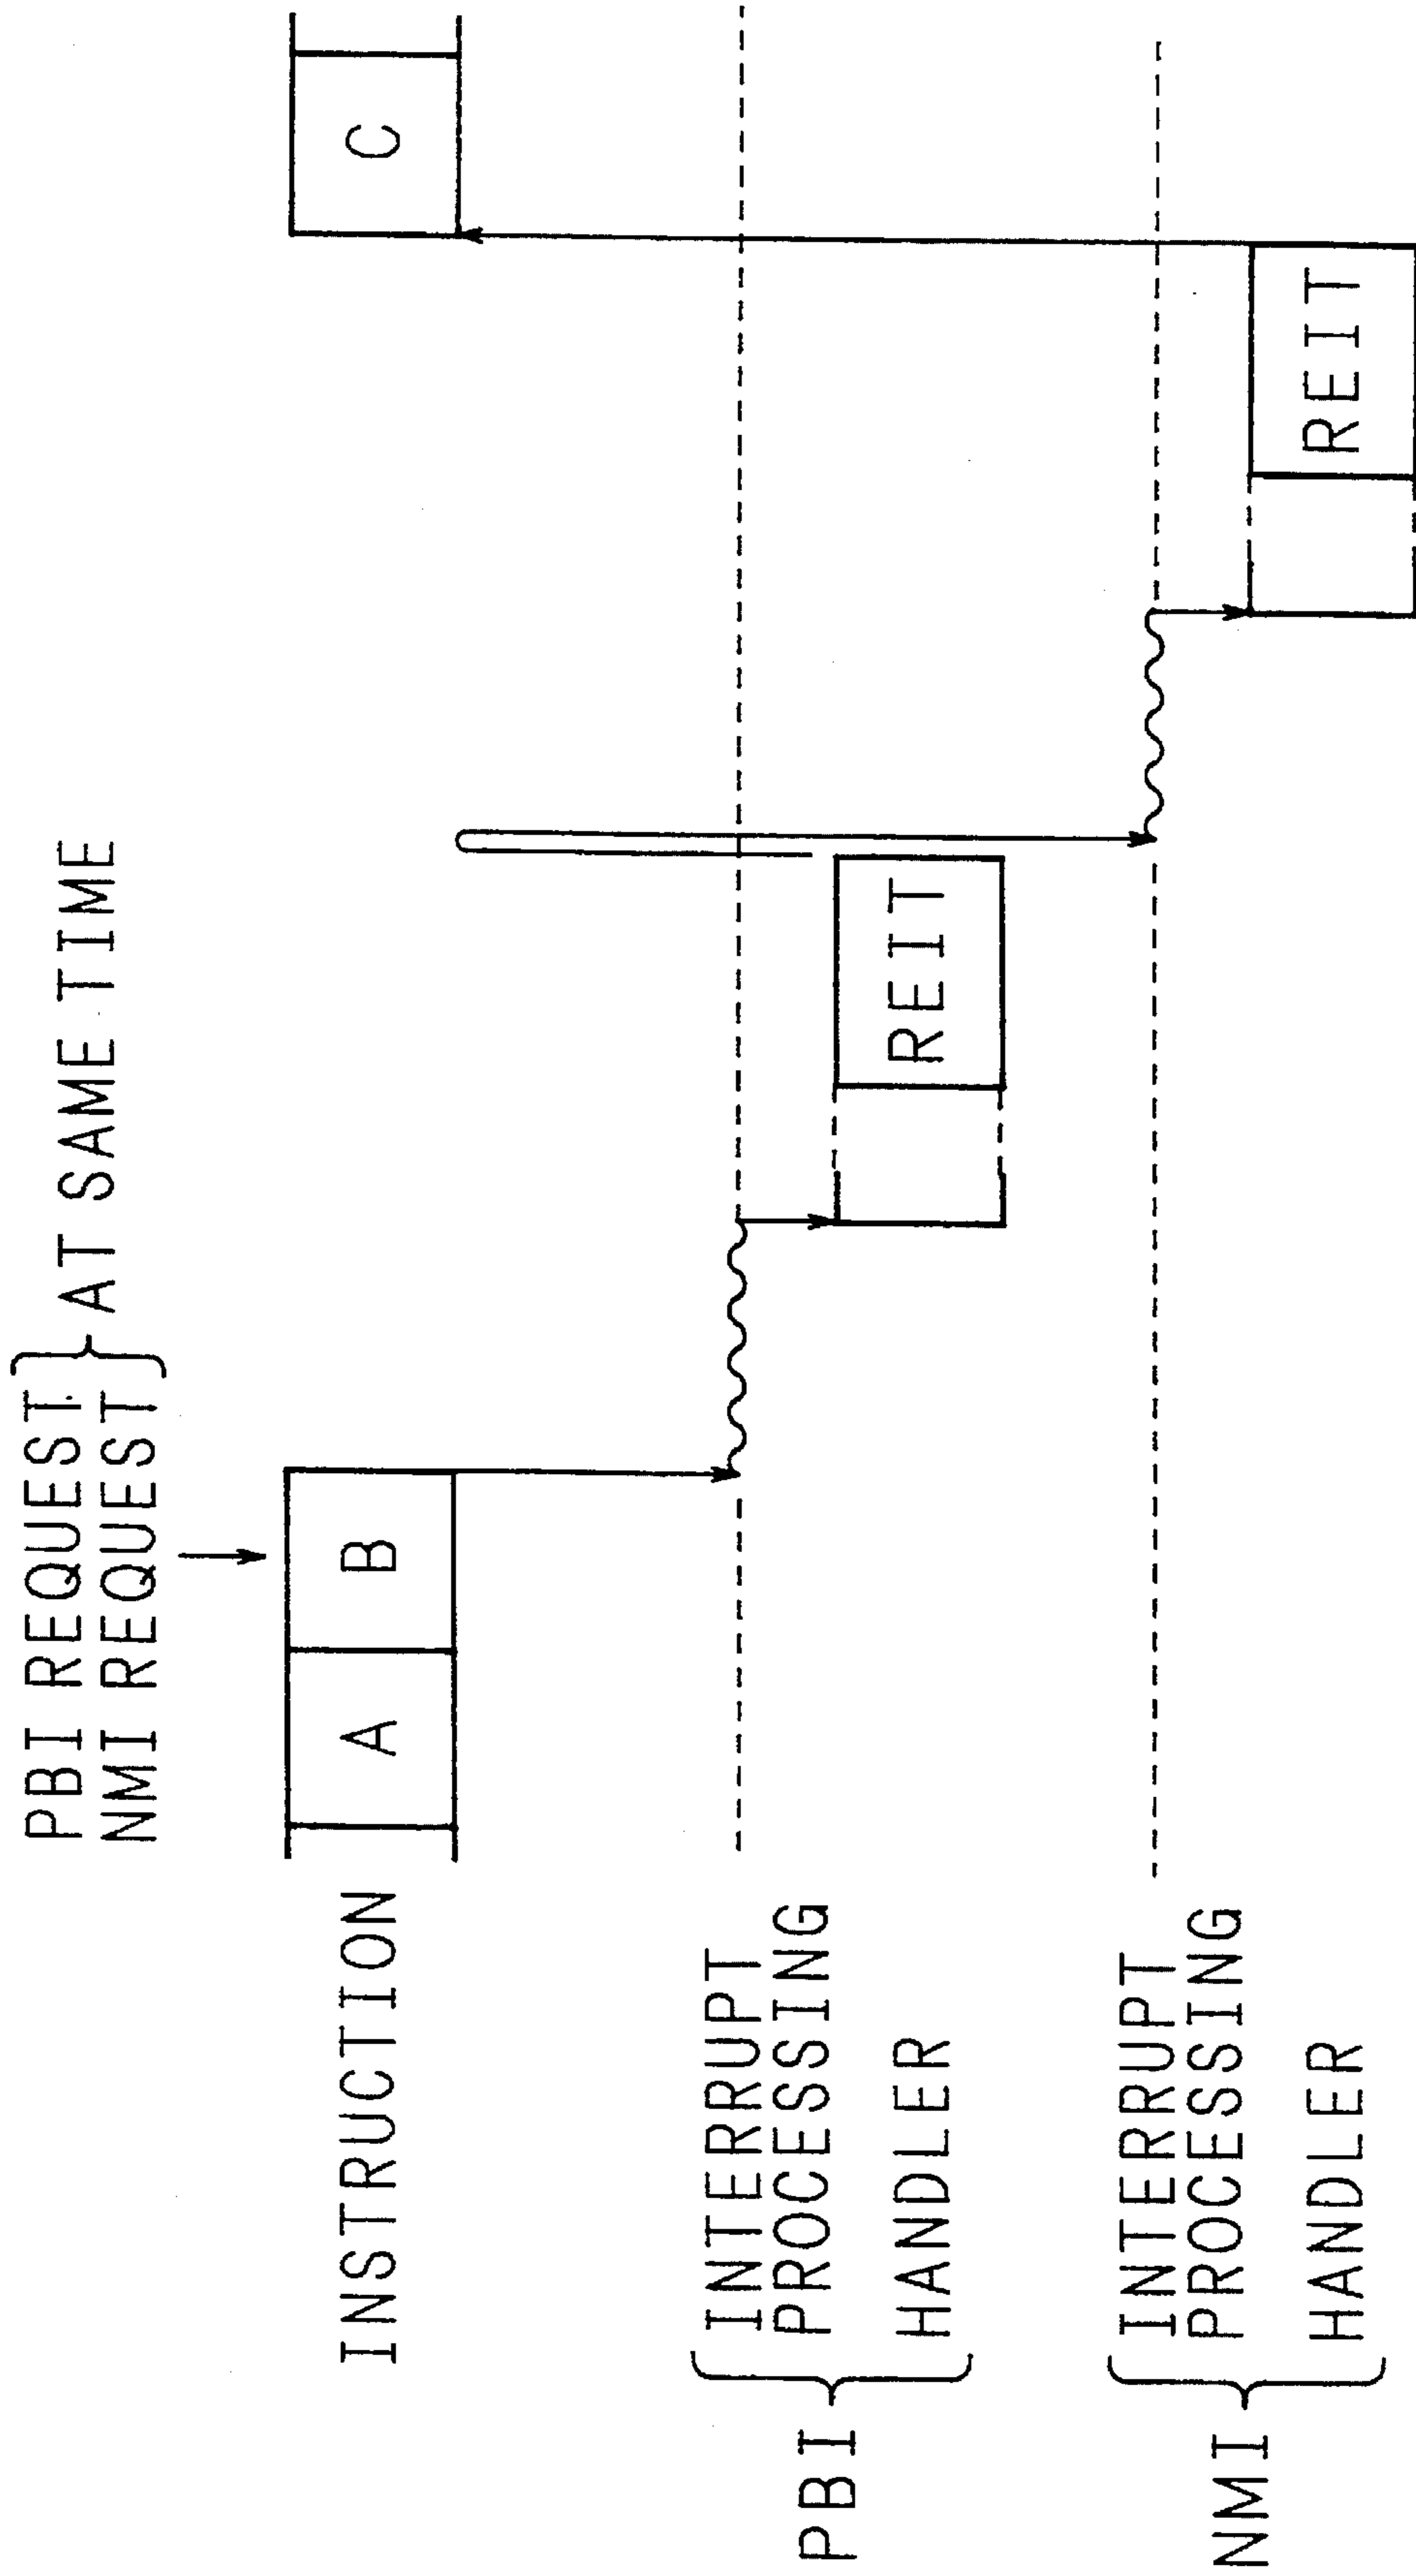 PBI REQUEST
NMI REQUEST
AT SAME TIME
INSTRUCTION
A
B
C
PBI
INTERRUPT
PROCESSING
HANDLER
REIT
NMI
INTERRUPT
PROCESSING
HANDLER
REIT